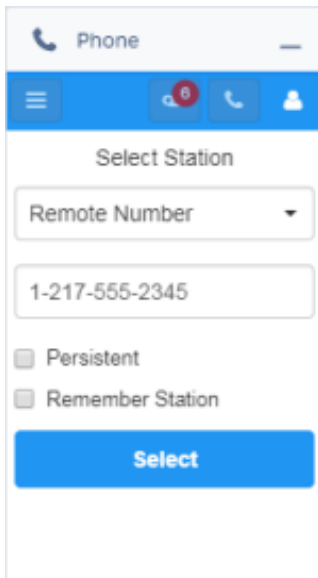 Phone
6
Select Station
Remote Number
1-217-555-2345
Persistent
Remember Station
Select